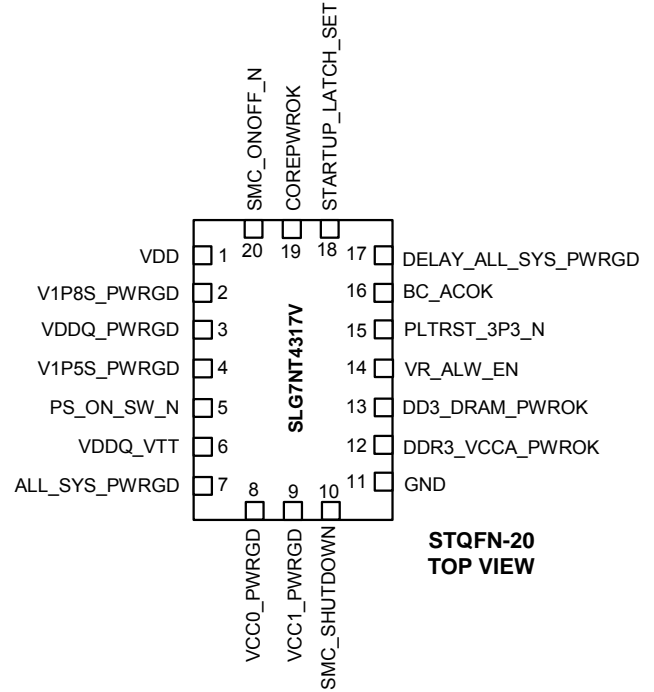 SMC_ONOFF_N
COREPWROK
STARTUP_LATCH_SET
20
19
18
VDD 1
V1P8S_PWRGD 2
VDDQ_PWRGD 3
V1P5S_PWRGD 4
PS_ON_SW_N 5
VDDQ_VTT 6
ALL_SYS_PWRGD 7
SLG7NT4317V
17 DELAY_ALL_SYS_PWRGD
16 BC_ACOK
15 PLTRST_3P3_N
14 VR_ALW_EN
13 DD3_DRAM_PWROK
12 DDR3_VCCA_PWROK
11 GND
8
9
10
VCC0_PWRGD
VCC1_PWRGD
SMC_SHUTDOWN
STQFN-20
TOP VIEW